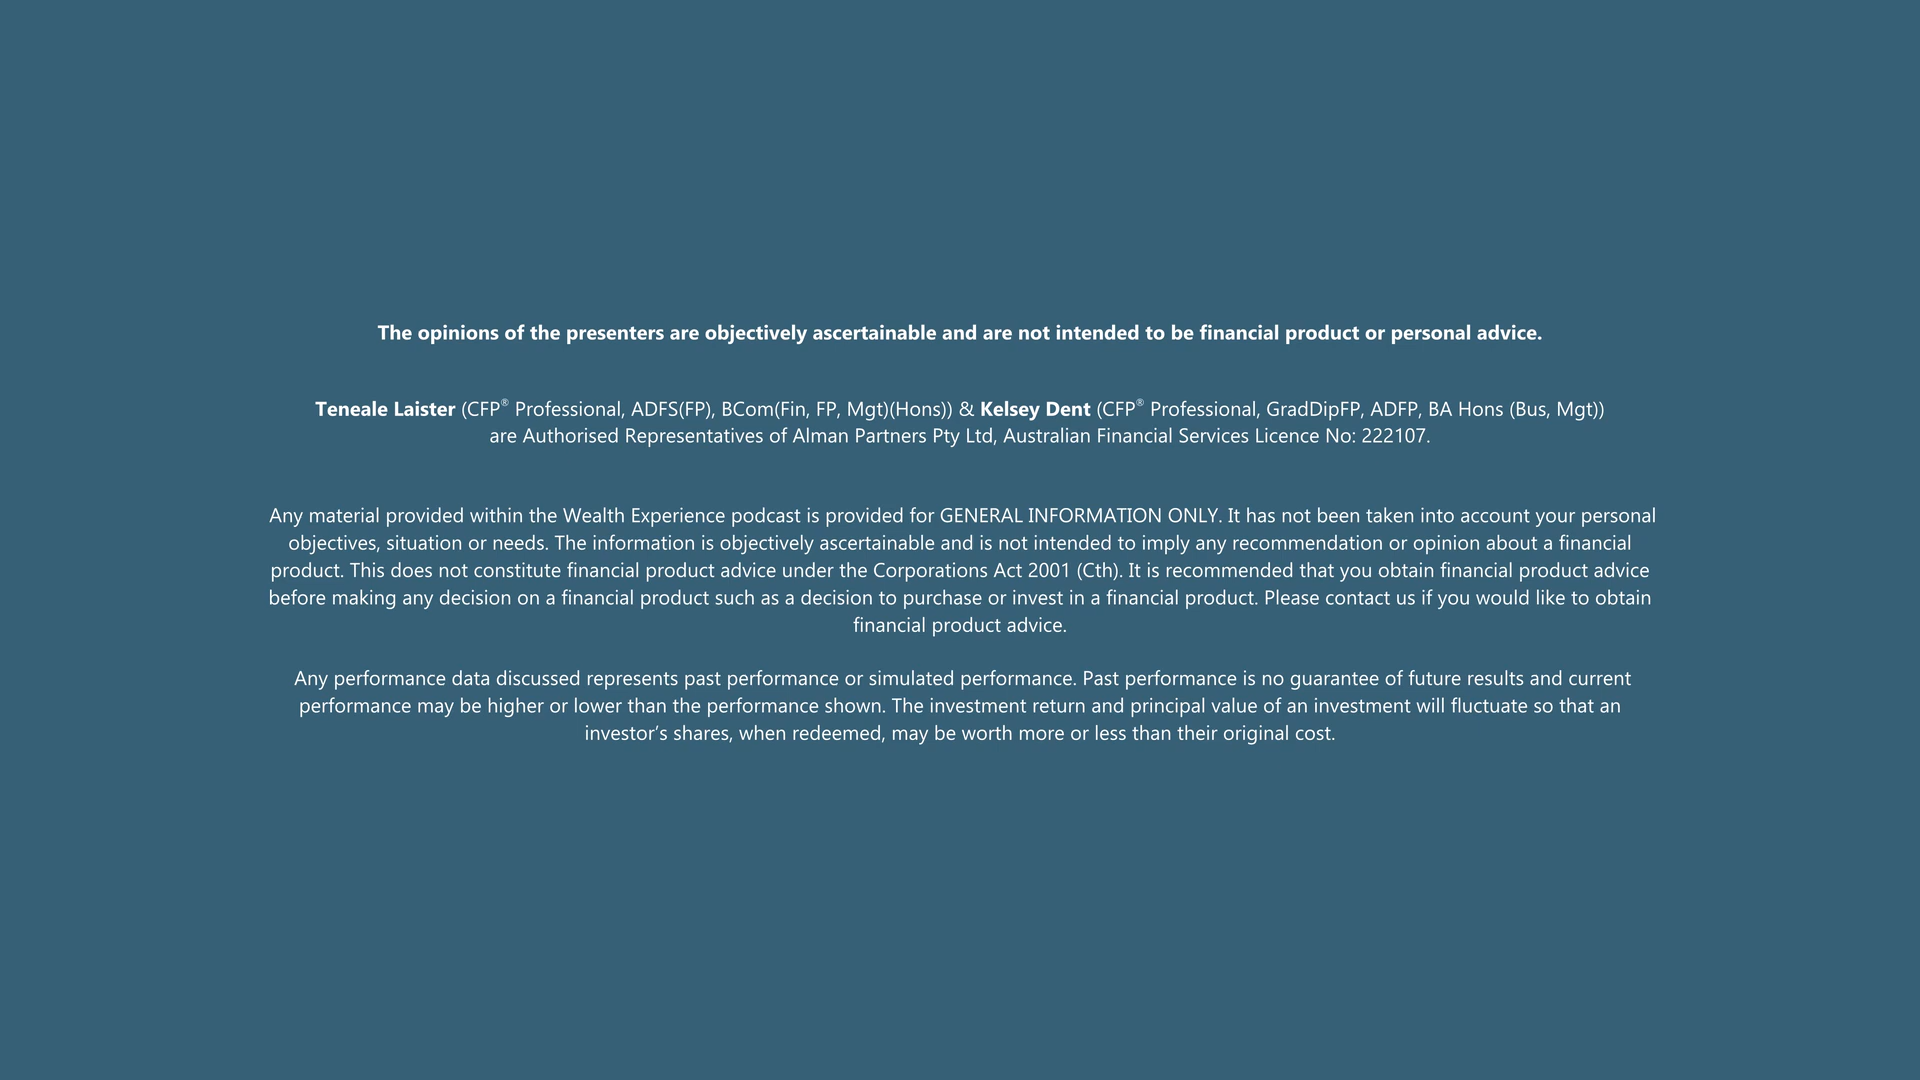 The opinions of the presenters are objectively ascertainable and are not intended to be financial product or personal advice.
Teneale Laister (CFP® Professional, ADFS(FP), BCom(Fin, FP, Mgt)(Hons)) & Kelsey Dent (CFP® Professional, GradDipFP, ADFP, BA Hons (Bus, Mgt))
are Authorised Representatives of Alman Partners Pty Ltd, Australian Financial Services Licence No: 222107.
Any material provided within the Wealth Experience podcast is provided for GENERAL INFORMATION ONLY. It has not been taken into account your personal
objectives, situation or needs. The information is objectively ascertainable and is not intended to imply any recommendation or opinion about a financial
product. This does not constitute financial product advice under the Corporations Act 2001 (Cth). It is recommended that you obtain financial product advice
before making any decision on a financial product such as a decision to purchase or invest in a financial product. Please contact us if you would like to obtain
financial product advice.
Any performance data discussed represents past performance or simulated performance. Past performance is no guarantee of future results and current
performance may be higher or lower than the performance shown. The investment return and principal value of an investment will fluctuate so that an
investor’s shares, when redeemed, may be worth more or less than their original cost.